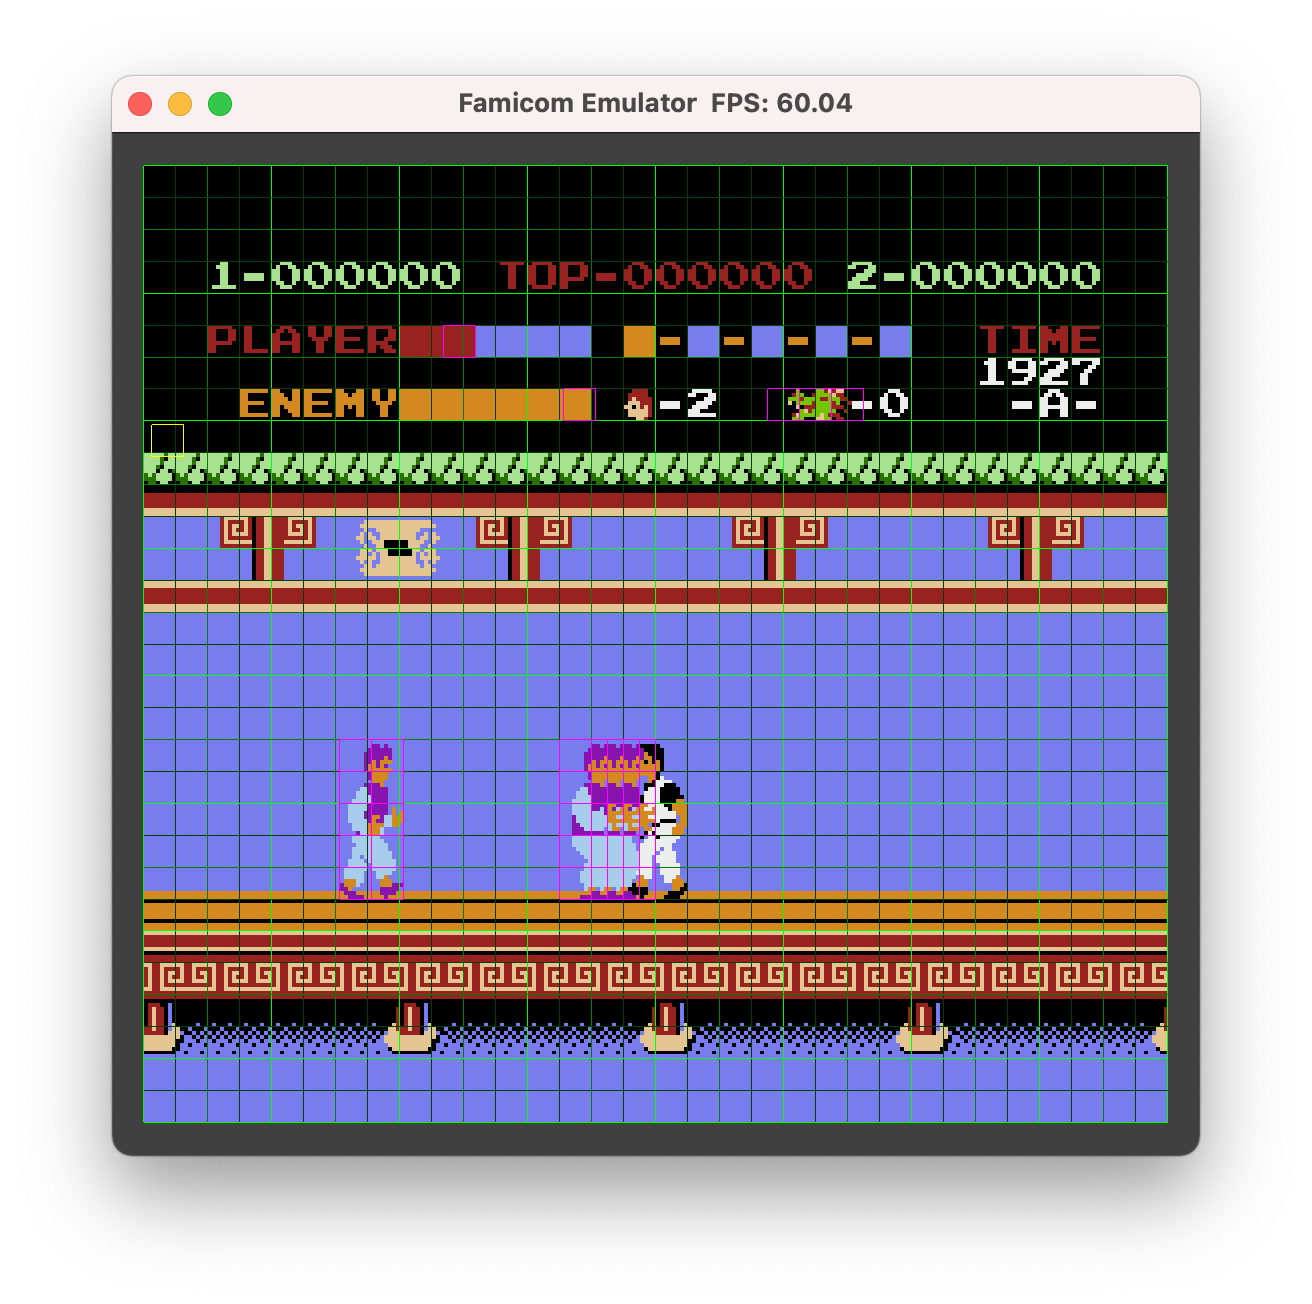 Famicom Emulator FPS: 60.04
1-000000 TOP-000000 2-000000
PLAYER TIME
1927
ENEMY -2 -0 -A-